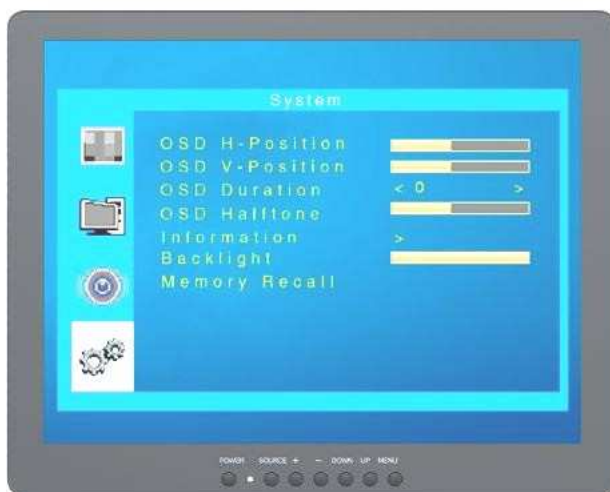 System
OSD H-Position
OSD V-Position
OSD Duration < 0 >
OSD Halftone
Information >
Backlight
Memory Recall
POWER SOURCE + - DOWN UP MENU